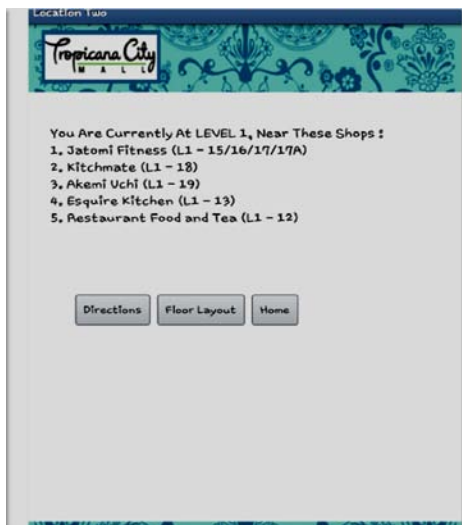 Location Two
Tropicana City
MALL
You Are Currently At LEVEL 1, Near These Shops :
1. Jatomi Fitness (L1 - 15/16/17/17A)
2. Kitchmate (L1 - 18)
3. Akemi Uchi (L1 - 19)
4. Esquire Kitchen (L1 - 13)
5. Restaurant Food and Tea (L1 - 12)
Directions Floor Layout Home